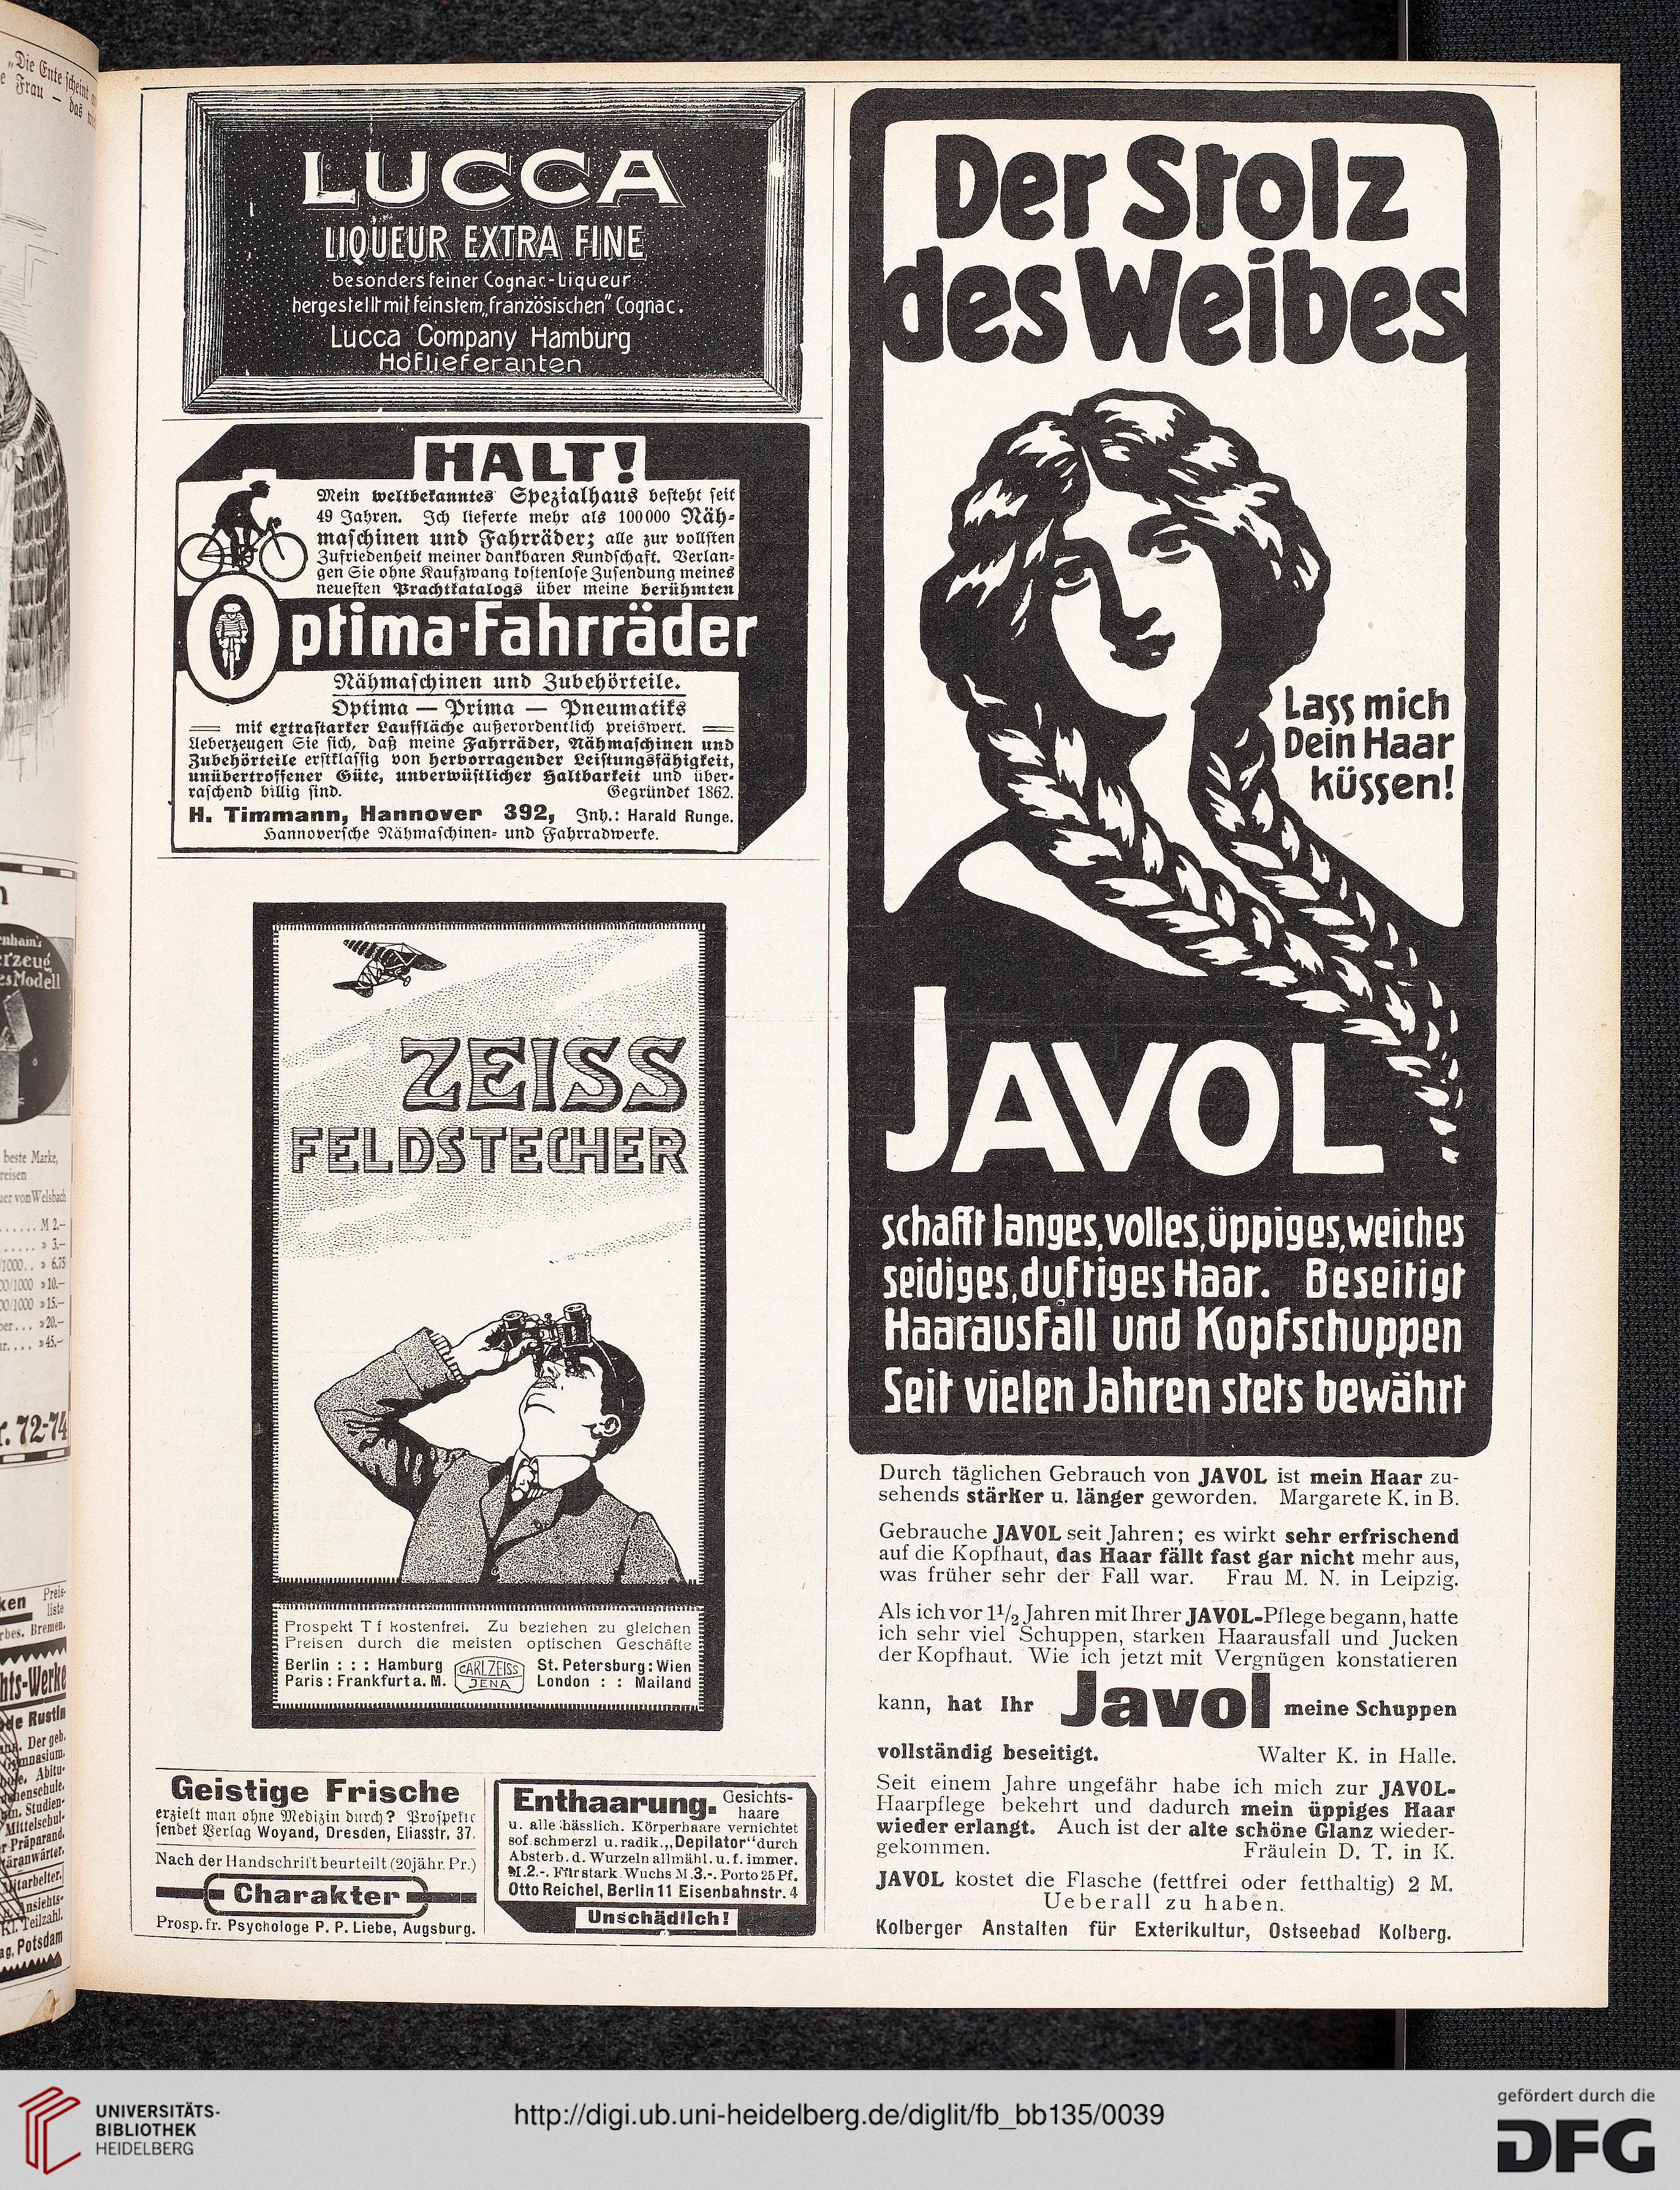 LUCCA
LIQUEUR EXTRA FINE
besonders feiner Cognac-Liqueur
hergestellt mit feinstem „französischen" Cognac.
Lucca Company Hamburg
Hoflieferanten
HALT!
Mein weltbekanntes Spezialhaus besteht seit
49 Jahren. Ich lieferte mehr als 100000 Näh-
maschinen und Fahrräder; alle zur vollsten
Zufriedenheit meiner dankbaren Kundschaft. Verlan-
gen Sie ohne Kaufzwang kostenlose Zusendung meines
neuesten Prachtkatalogs über meine berühmten
Optima-Fahrräder
Nähmaschinen und Zubehörteile.
Optima — Prima — Pneumatiks
mit extrastarker Lauffläche außerordentlich preiswert.
Ueberzeugen Sie sich, daß meine Fahrräder, Nähmaschinen und
Zubehörteile erstklassig von hervorragender Leistungsfähigkeit,
unübertroffener Güte, unverwüstlicher Haltbarkeit und über-
raschend billig sind. Gegründet 1862.
H. Timmann, Hannover 392, Inh.: Harald Runge.
Hannoversche Nähmaschinen- und Fahrradwerke.
ZEISS
FELDSTECHER
Prospekt T f kostenfrei. Zu beziehen zu gleichen
Preisen durch die meisten optischen Geschäfte
Berlin : : : Hamburg
Paris : Frankfurt a. M.
CARL ZEISS
JENA
St. Petersburg : Wien
London : : Mailand
Geistige Frische
erzielt man ohne Medizin durch? Prospekte
sendet Verlag Woyand, Dresden, Eliasstr. 37.
Nach der Handschrift beurteilt (20jähr. Pr.)
Charakter
Prosp. fr. Psychologe P. P. Liebe, Augsburg.
Enthaarung. Gesichts-
haare
u. alle hässlich. Körperhaare vernichtet
sof. schmerzl u. radik. „Depilator" durch
Absterb. d. Wurzeln allmähl. u. f. immer.
M. 2.-. Für stark. Wuchs M. 3.-. Porto 25 Pf.
Otto Reichel, Berlin 11 Eisenbahnstr. 4
Unschädlich!
Der Stolz
des Weibes
Lass mich
Dein Haar
küssen!
JAVOL
schafft langes, volles, üppiges, weiches
seidiges, duftiges Haar. Beseitigt
Haarausfall und Kopfschuppen
Seit vielen Jahren stets bewährt
Durch täglichen Gebrauch von JAVOL ist mein Haar zu-
sehends stärker u. länger geworden. Margarete K. in B.
Gebrauche JAVOL seit Jahren; es wirkt sehr erfrischend
auf die Kopfhaut, das Haar fällt fast gar nicht mehr aus,
was früher sehr der Fall war. Frau M. N. in Leipzig.
Als ich vor 1½ Jahren mit Ihrer JAVOL-Pflege begann, hatte
ich sehr viel Schuppen, starken Haarausfall und Jucken
der Kopfhaut. Wie ich jetzt mit Vergnügen konstatieren
kann, hat Ihr Javol meine Schuppen
vollständig beseitigt. Walter K. in Halle.
Seit einem Jahre ungefähr habe ich mich zur JAVOL-
Haarpflege bekehrt und dadurch mein üppiges Haar
wieder erlangt. Auch ist der alte schöne Glanz wieder-
gekommen. Fräulein D. T. in K.
JAVOL kostet die Flasche (fettfrei oder fetthaltig) 2 M.
Ueberall zu haben.
Kolberger Anstalten für Exterikultur, Ostseebad Kolberg.
UNIVERSITÄTS-
BIBLIOTHEK
HEIDELBERG
http://digi.ub.uni-heidelberg.de/diglit/fb_bb135/0039
gefördert durch die
DFG